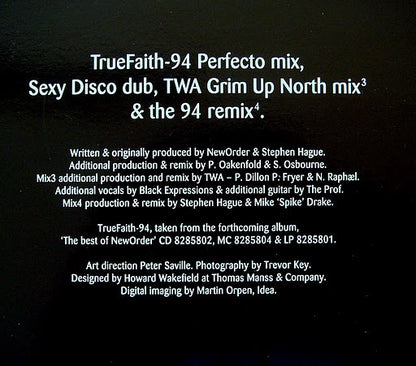 TrueFaith-94 Perfecto mix,
Sexy Disco dub, TWA Grim Up North mix³
& the 94 remix⁴.
Written & originally produced by NewOrder & Stephen Hague.
Additional production & remix by P. Oakenfold & S. Osbourne.
Mix3 additional production and remix by TWA – P. Dillon P: Fryer & N. Raphæl.
Additional vocals by Black Expressions & additional guitar by The Prof.
Mix4 production & remix by Stephen Hague & Mike 'Spike' Drake.
TrueFaith-94, taken from the forthcoming album,
'The best of NewOrder' CD 8285802, MC 8285804 & LP 8285801.
Art direction Peter Saville. Photography by Trevor Key.
Designed by Howard Wakefield at Thomas Manss & Company.
Digital imaging by Martin Orpen, Idea.